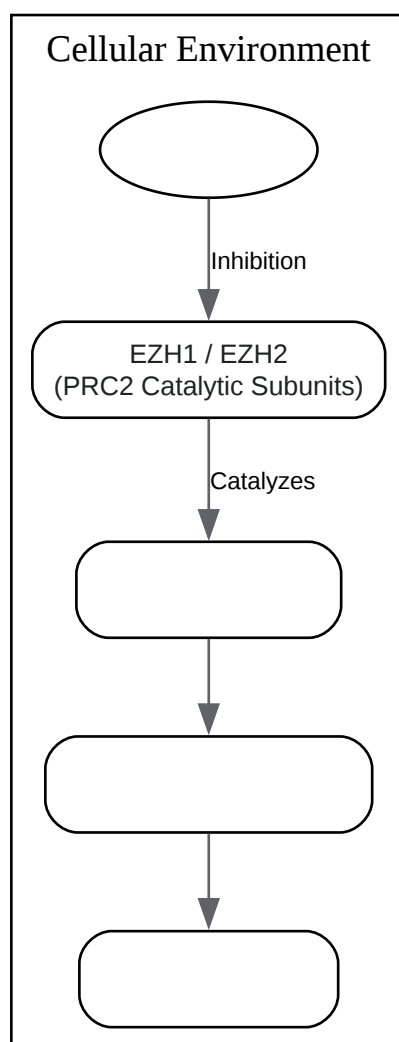 Cellular Environment
Inhibition
EZH1 / EZH2
(PRC2 Catalytic Subunits)
Catalyzes